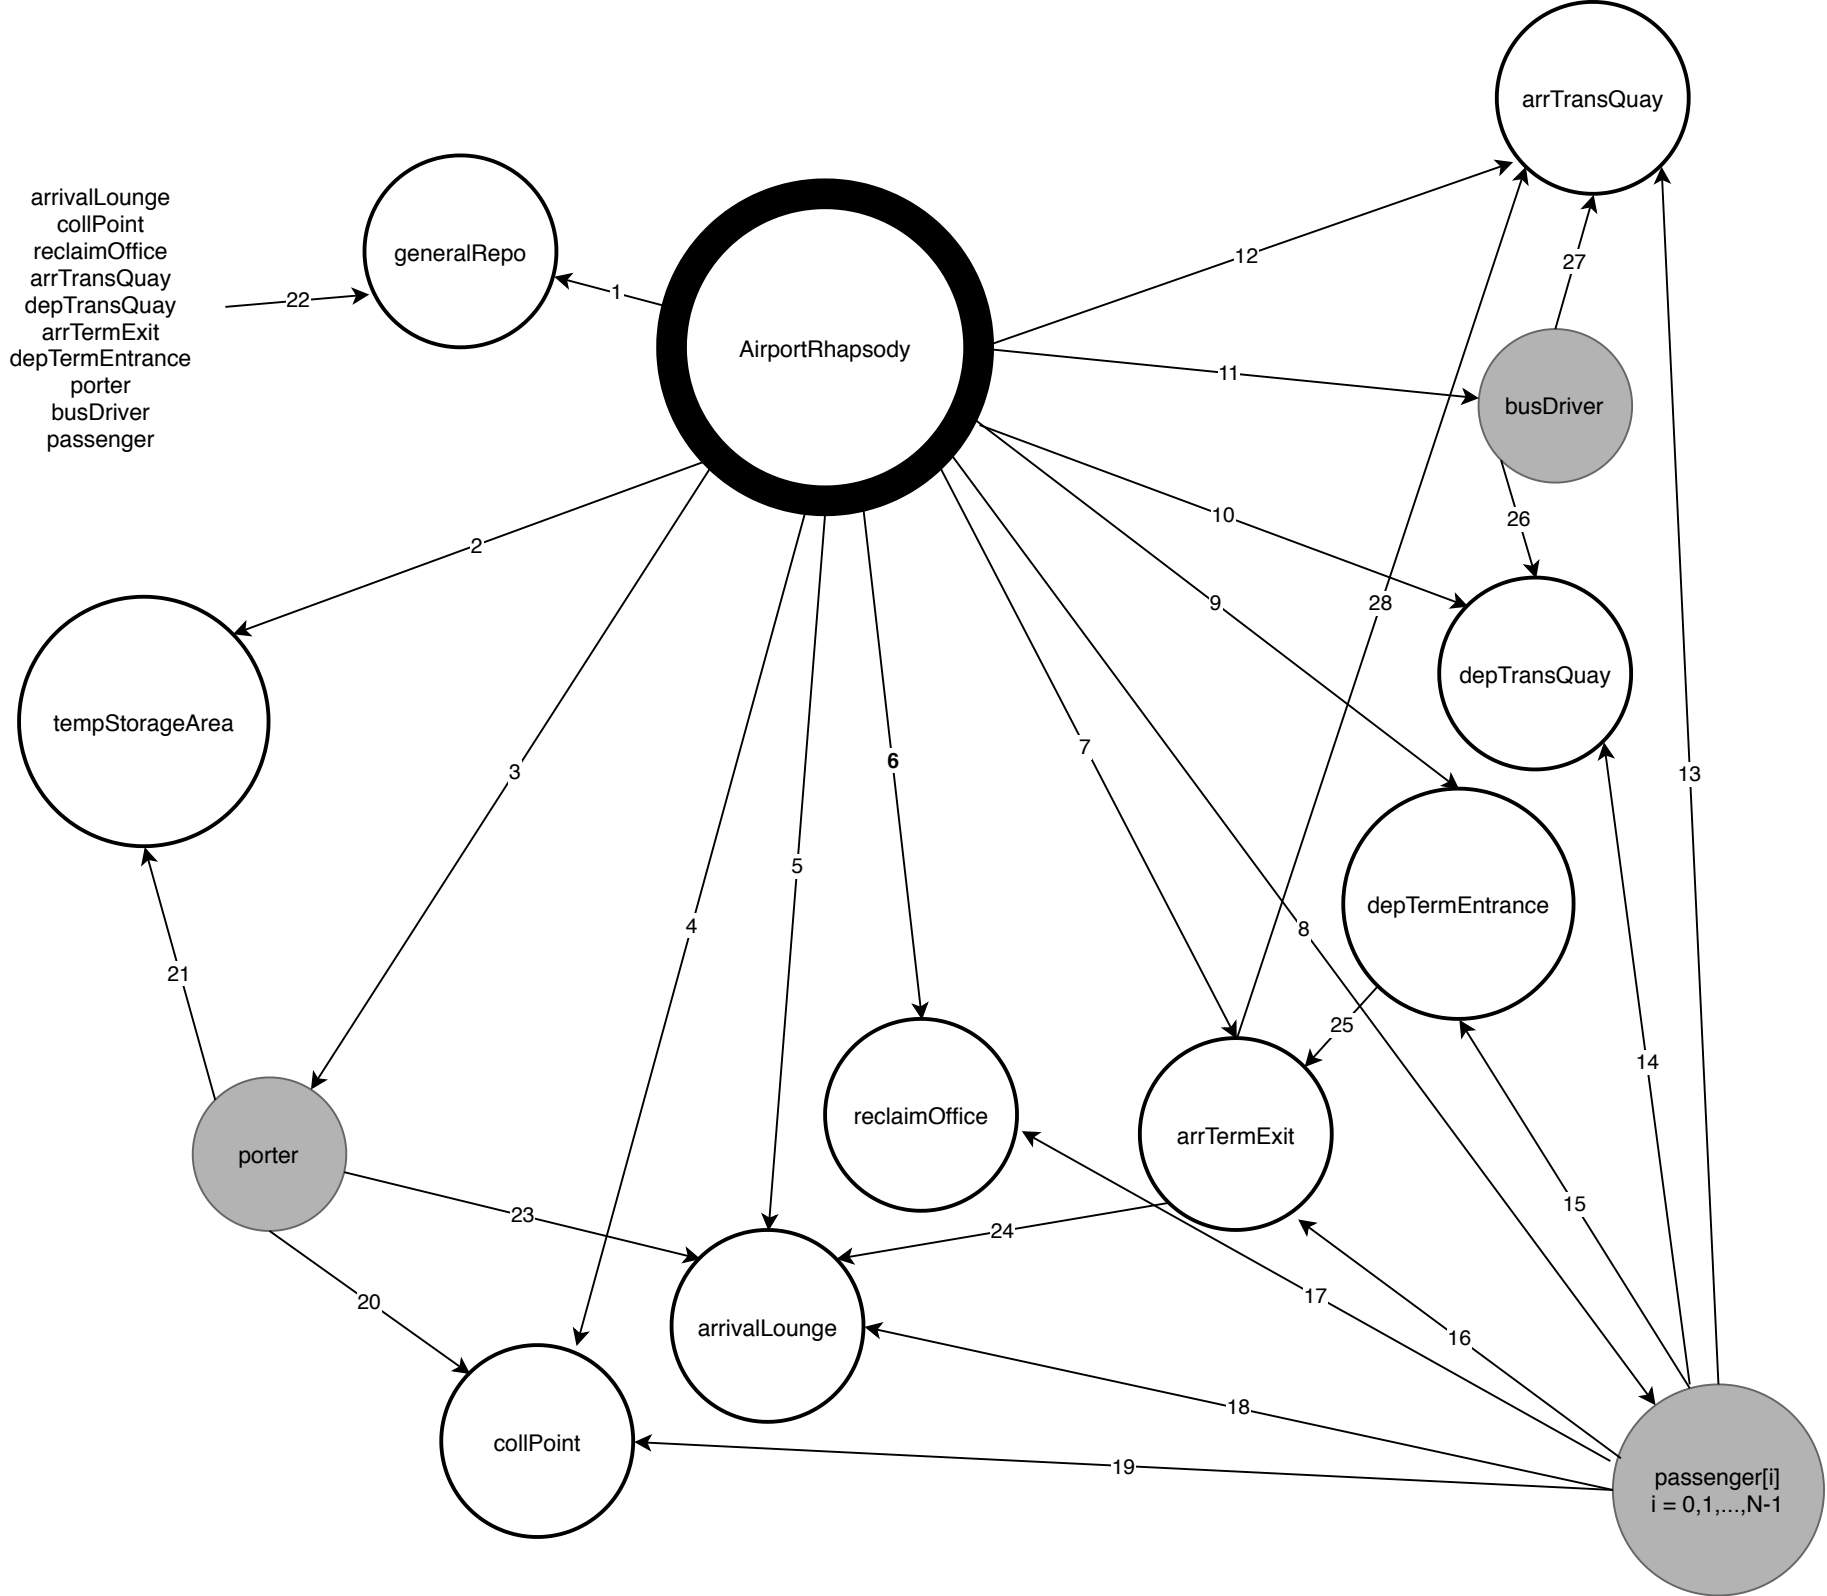 arrTransQuay
arrivalLounge
collPoint
reclaimOffice
arrTransQuay
depTransQuay
arrTermExit
depTermEntrance
porter
busDriver
passenger
generalRepo
AirportRhapsody
12
27
1
22
11
busDriver
10
26
2
9
28
depTransQuay
tempStorageArea
7
6
3
13
5
4
8
depTermEntrance
21
25
14
reclaimOffice
arrTermExit
porter
15
23
24
17
20
arrivalLounge
16
18
collPoint
19
passenger[i]
i = 0,1,...,N-1